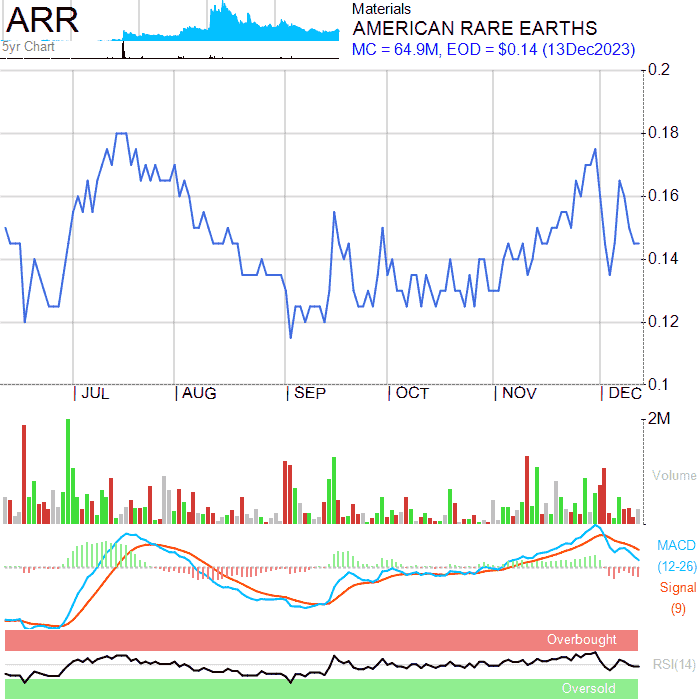 ARR
5yr Chart
Materials
AMERICAN RARE EARTHS
MC = 64.9M, EOD = $0.14 (13Dec2023)
0.2
0.18
0.16
0.14
0.12
0.1
JUL AUG SEP OCT NOV DEC
2M
Volume
MACD
(12-26)
Signal
(9)
Overbought
RSI(14)
Oversold